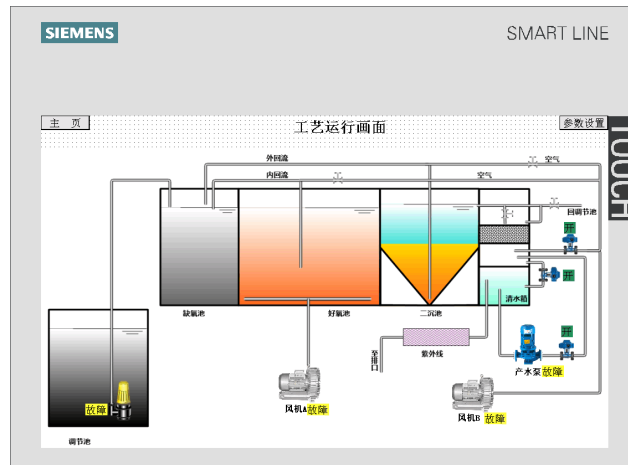 SIEMENS
SMART LINE
TOUCH
主 页
工艺运行画面
参数设置
外回流
空气
内回流
空气
回调节池
开
开
缺氧池
好氧池
二沉池
清水箱
开
紫外线
至排口
产水泵 故障
故障
风机A 故障
风机B 故障
调节池